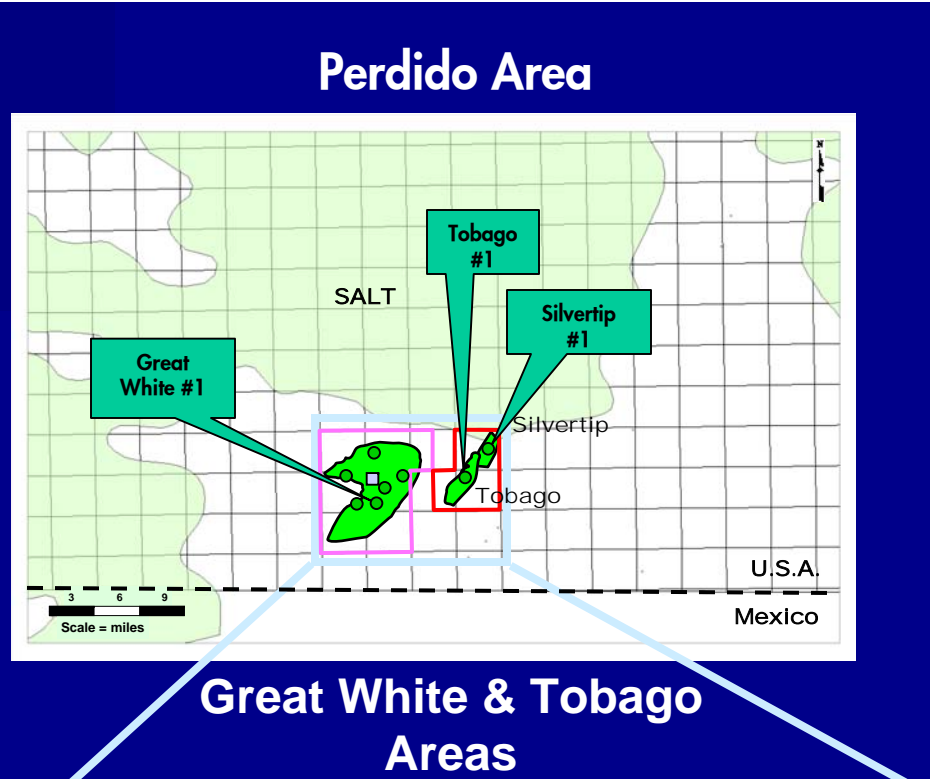 Perdido Area
N
Tobago
#1
SALT
Silvertip
#1
Great
White #1
Silvertip
Tobago
U.S.A.
3 6 9
Mexico
Scale = miles
Great White & Tobago
Areas